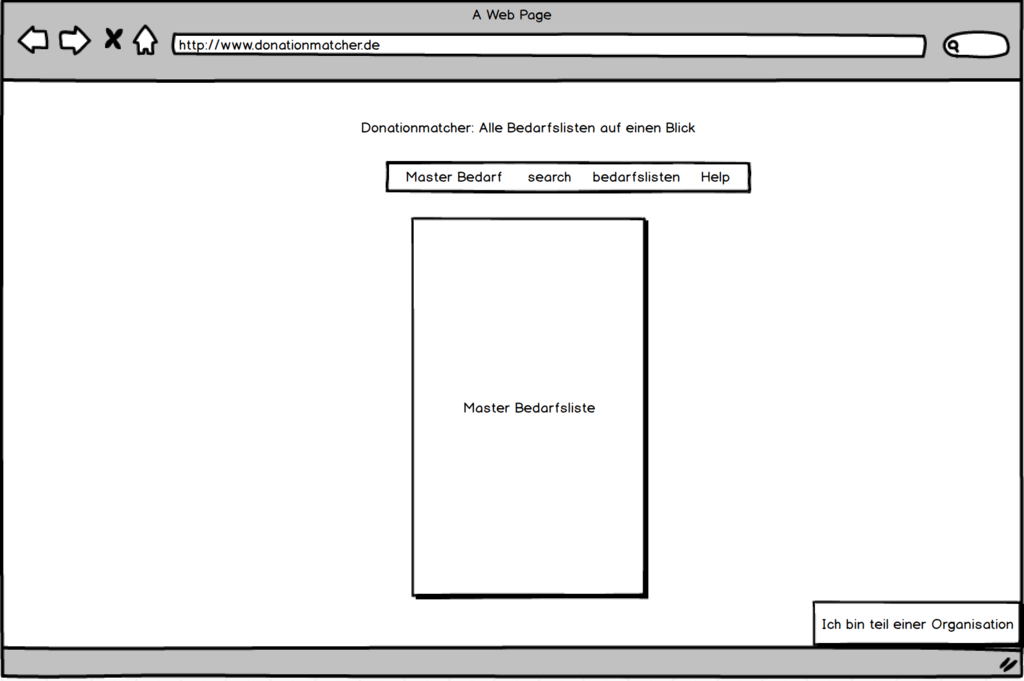 A Web Page
http://www.donationmatcher.de
Donationmatcher: Alle Bedarfslisten auf einen Blick
Master Bedarf search bedarfslisten Help
Master Bedarfsliste
Ich bin teil einer Organisation